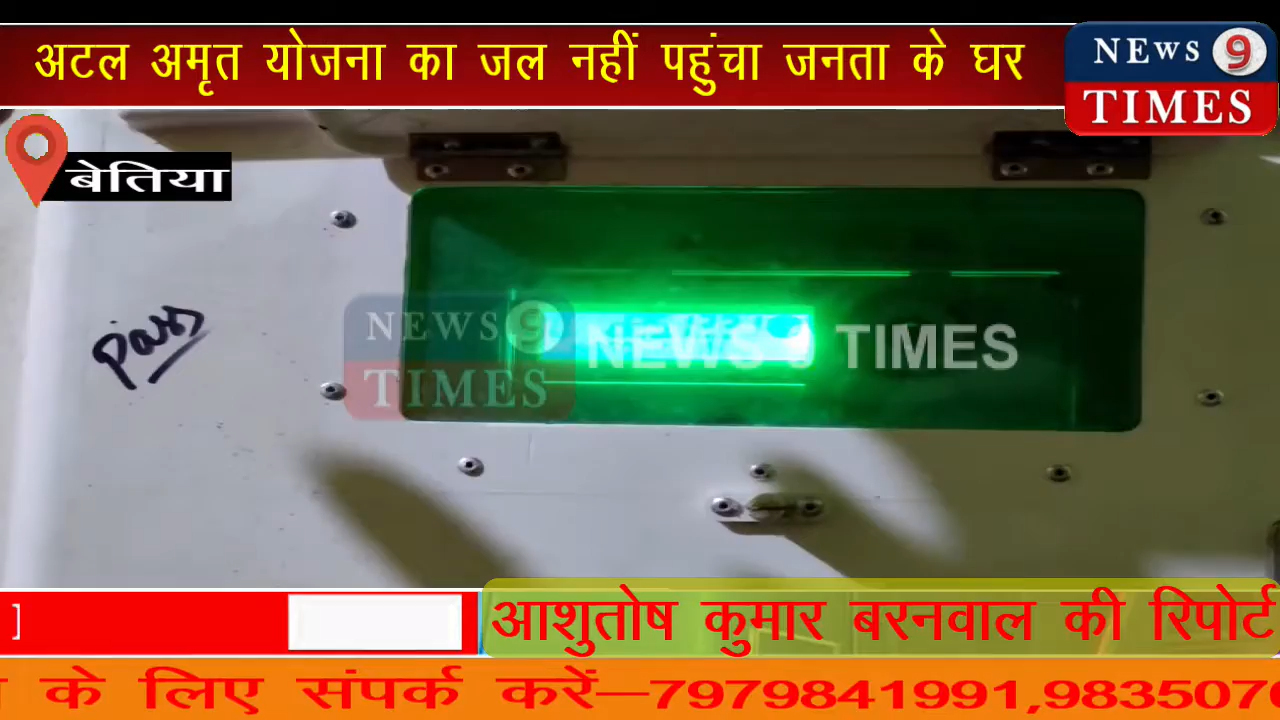 अटल अमृत योजना का जल नहीं पहुंचा जनता के घर
NEWS 9
TIMES
बेतिया
Pass
NEWS 9
TIMES
NEWS 9 TIMES
आशुतोष कुमार बरनवाल की रिपोर्ट
के लिए संपर्क करें—7979841991,9835076